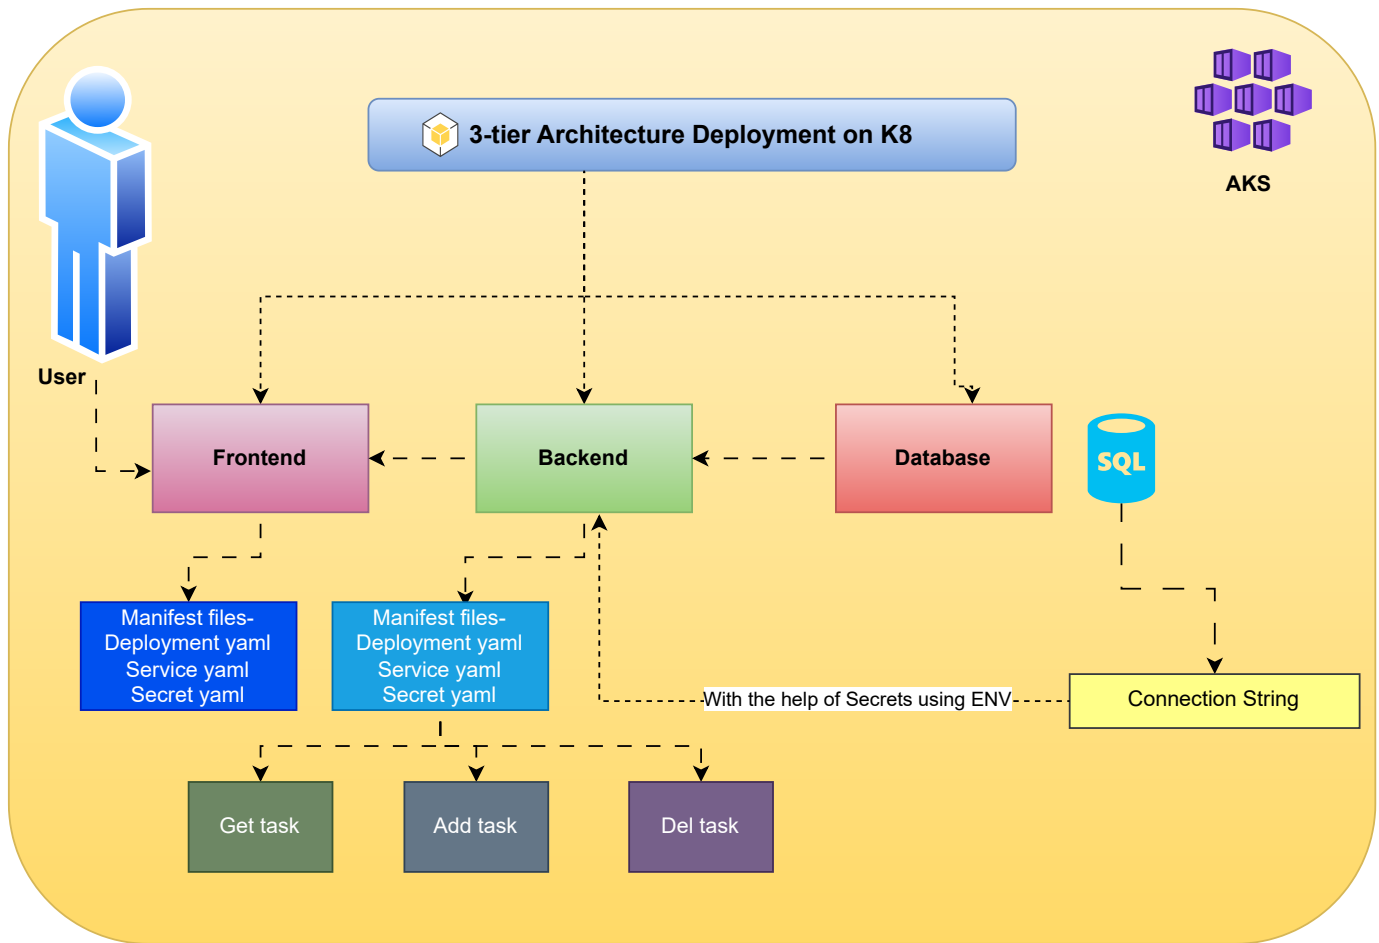 3-tier Architecture Deployment on K8
AKS
User
Frontend
Backend
Database
SQL
Manifest files-
Deployment yaml
Service yaml
Secret yaml
Manifest files-
Deployment yaml
Service yaml
Secret yaml
With the help of Secrets using ENV
Connection String
Get task
Add task
Del task